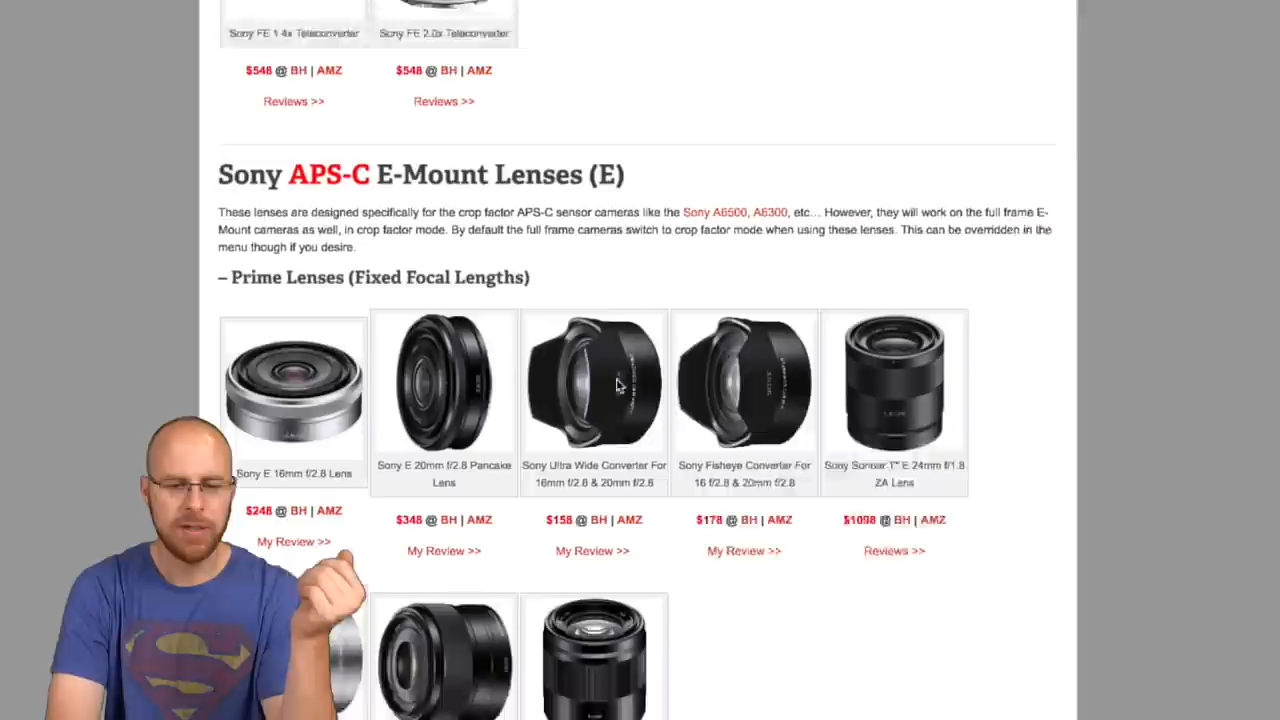 Sony FE 1.4x Teleconverter
Sony FE 2.0x Teleconverter
$548 @ BH | AMZ
$548 @ BH | AMZ
Reviews >>
Reviews >>
Sony APS-C E-Mount Lenses (E)
These lenses are designed specifically for the crop factor APS-C sensor cameras like the Sony A6500, A6300, etc... However, they will work on the full frame E-
Mount cameras as well, in crop factor mode. By default the full frame cameras switch to crop factor mode when using these lenses. This can be overridden in the
menu though if you desire.
– Prime Lenses (Fixed Focal Lengths)
Sony E 16mm f/2.8 Lens
$248 @ BH | AMZ
My Review >>
Sony E 20mm f/2.8 Pancake
Lens
$348 @ BH | AMZ
My Review >>
Sony Ultra Wide Converter For
16mm f/2.8 & 20mm f/2.8
$158 @ BH | AMZ
My Review >>
Sony Fisheye Converter For
16 f/2.8 & 20mm f/2.8
$178 @ BH | AMZ
My Review >>
Sony Sonnar T* E 24mm f/1.8
ZA Lens
$1098 @ BH | AMZ
Reviews >>